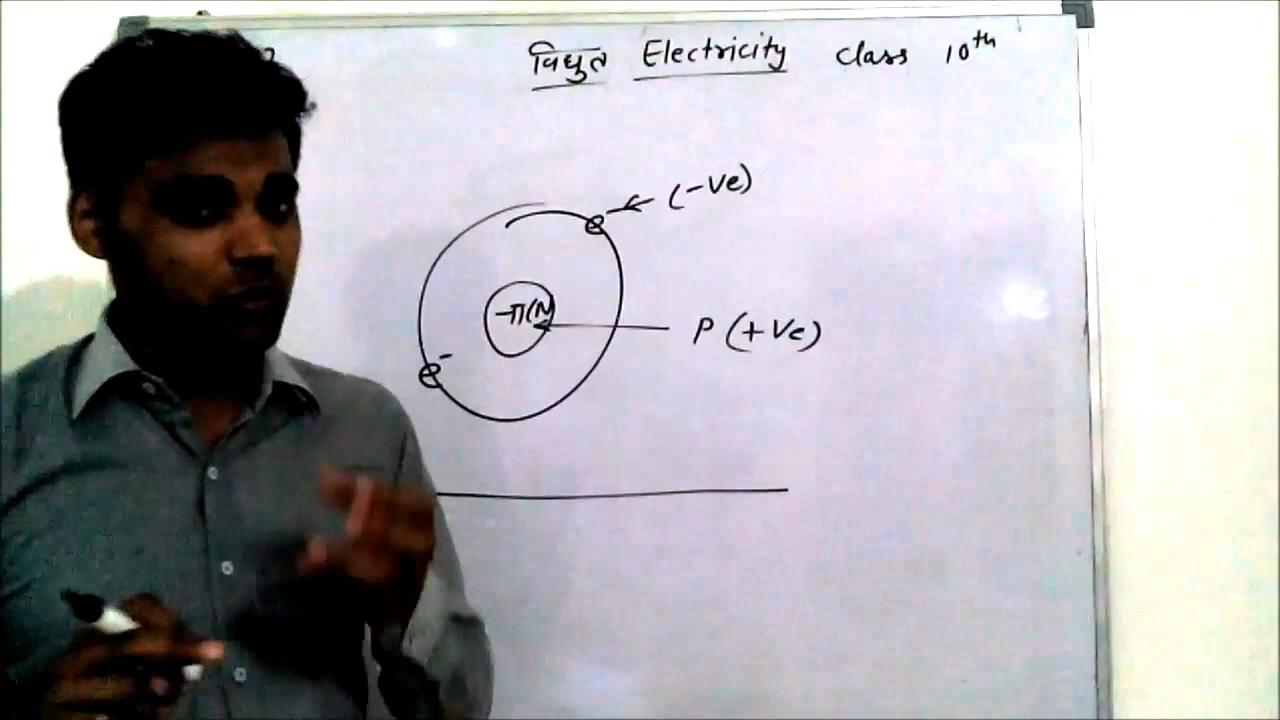 विधुत Electricity Class 10th
(-ve)
P (+ve)